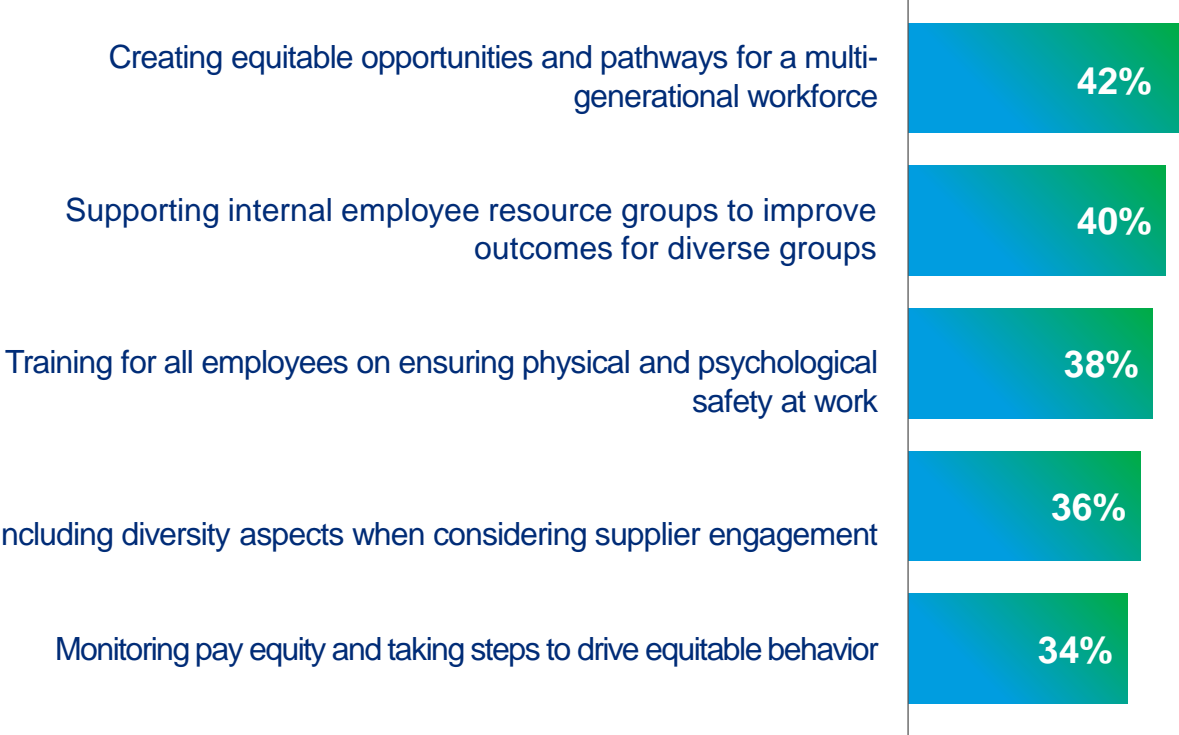 Creating equitable opportunities and pathways for a multi-
generational workforce
42%
Supporting internal employee resource groups to improve
outcomes for diverse groups
40%
Training for all employees on ensuring physical and psychological
safety at work
38%
ncluding diversity aspects when considering supplier engagement
36%
Monitoring pay equity and taking steps to drive equitable behavior
34%